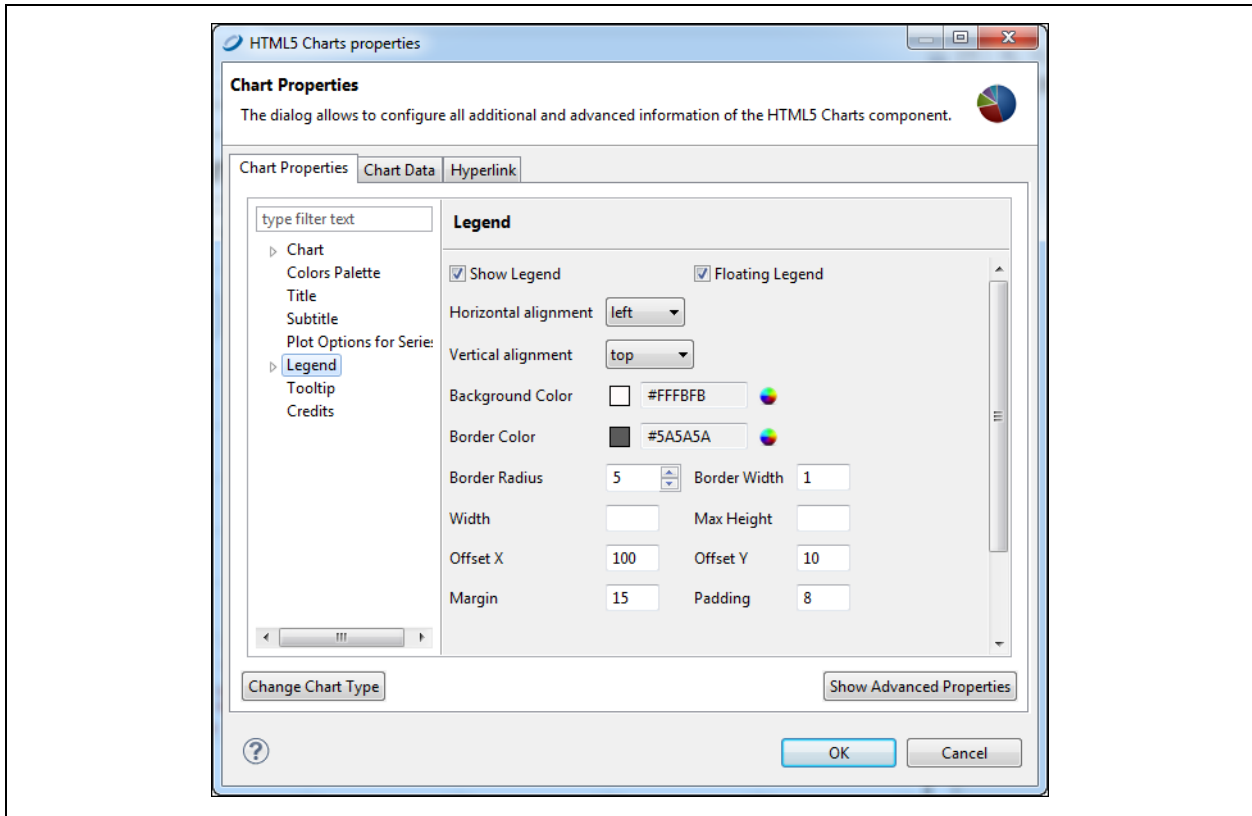 HTML5 Charts properties
Chart Properties
The dialog allows to configure all additional and advanced information of the HTML5 Charts component.
Chart Properties
Chart Data
Hyperlink
type filter text
Chart
Colors Palette
Title
Subtitle
Plot Options for Series
Legend
Tooltip
Credits
Legend
Show Legend
Floating Legend
Horizontal alignment
left
Vertical alignment
top
Background Color
#FFFBFB
Border Color
#5A5A5A
Border Radius
5
Border Width
1
Width
Max Height
Offset X
100
Offset Y
10
Margin
15
Padding
8
Change Chart Type
Show Advanced Properties
?
OK
Cancel